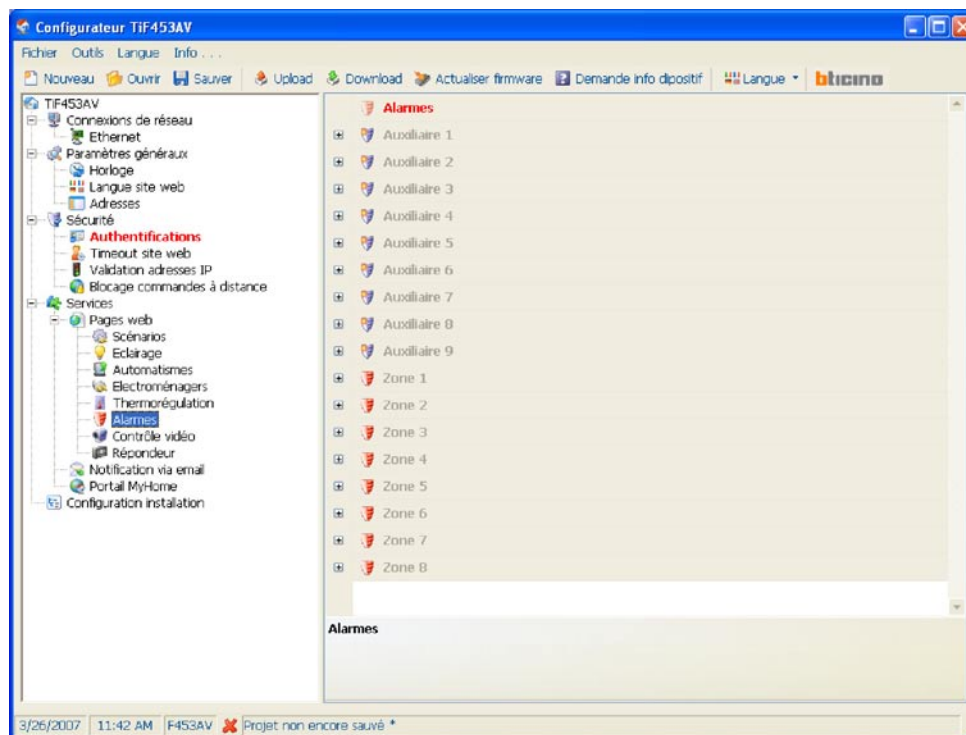 Configurateur TiF453AV
Fichier Outils Langue Info . . .
Nouveau Ouvrir Sauver Upload Download Actualiser firmware Demande info dipositif Langue bticino
TiF453AV
Connexions de réseau
Ethernet
Paramètres généraux
Horloge
Langue site web
Adresses
Sécurité
Authentifications
Timeout site web
Validation adresses IP
Blocage commandes à distance
Services
Pages web
Scénarios
Eclairage
Automatismes
Electroménagers
Thermorégulation
Alarmes
Contrôle vidéo
Répondeur
Notification via email
Portail MyHome
Configuration installation
Alarmes
Auxiliaire 1
Auxiliaire 2
Auxiliaire 3
Auxiliaire 4
Auxiliaire 5
Auxiliaire 6
Auxiliaire 7
Auxiliaire 8
Auxiliaire 9
Zone 1
Zone 2
Zone 3
Zone 4
Zone 5
Zone 6
Zone 7
Zone 8
Alarmes
3/26/2007 11:42 AM F453AV Projet non encore sauvé *